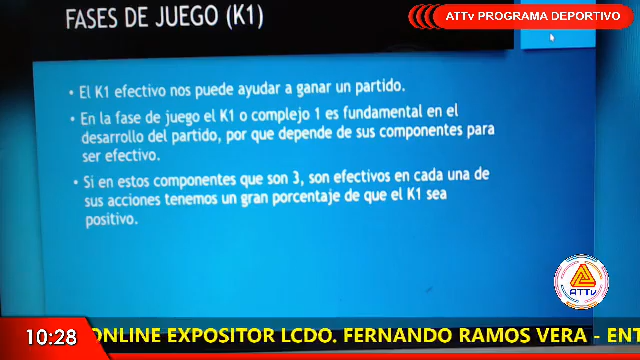 FASES DE JUEGO (K1)
ATTv PROGRAMA DEPORTIVO
• El K1 efectivo nos puede ayudar a ganar un partido.
• En la fase de juego el K1 o complejo 1 es fundamental en el
desarrollo del partido, por que depende de sus componentes para
ser efectivo.
• Si en estos componentes que son 3, son efectivos en cada una de
sus acciones tenemos un gran porcentaje de que el K1 sea
positivo.
ATTv
10:28
ONLINE EXPOSITOR LCDO. FERNANDO RAMOS VERA - ENT